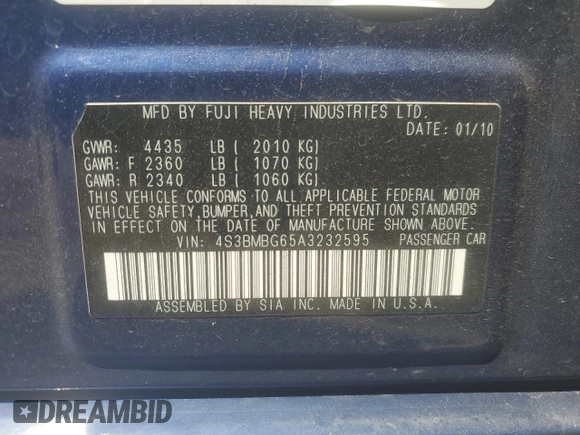 MFD BY FUJI HEAVY INDUSTRIES LTD.
DATE: 01/10
GVWR: 4435 LB ( 2010 KG)
GAWR: F 2360 LB ( 1070 KG)
GAWR: R 2340 LB ( 1060 KG)
THIS VEHICLE CONFORMS TO ALL APPLICABLE FEDERAL MOTOR
VEHICLE SAFETY, BUMPER, AND THEFT PREVENTION STANDARDS
IN EFFECT ON THE DATE OF MANUFACTURE SHOWN ABOVE.
VIN: 4S3BMBG65A3232595 PASSENGER CAR
ASSEMBLED BY SIA INC. MADE IN U.S.A.
DREAMBID